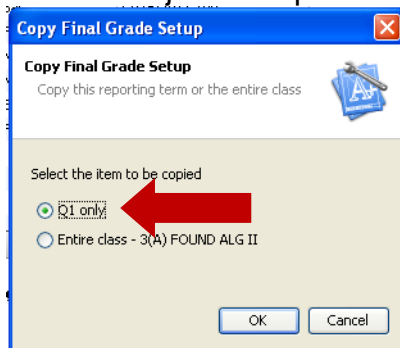 Copy Final Grade Setup
Copy Final Grade Setup
Copy this reporting term or the entire class
Select the item to be copied
Q1 only
Entire class - 3(A) FOUND ALG II
OK
Cancel